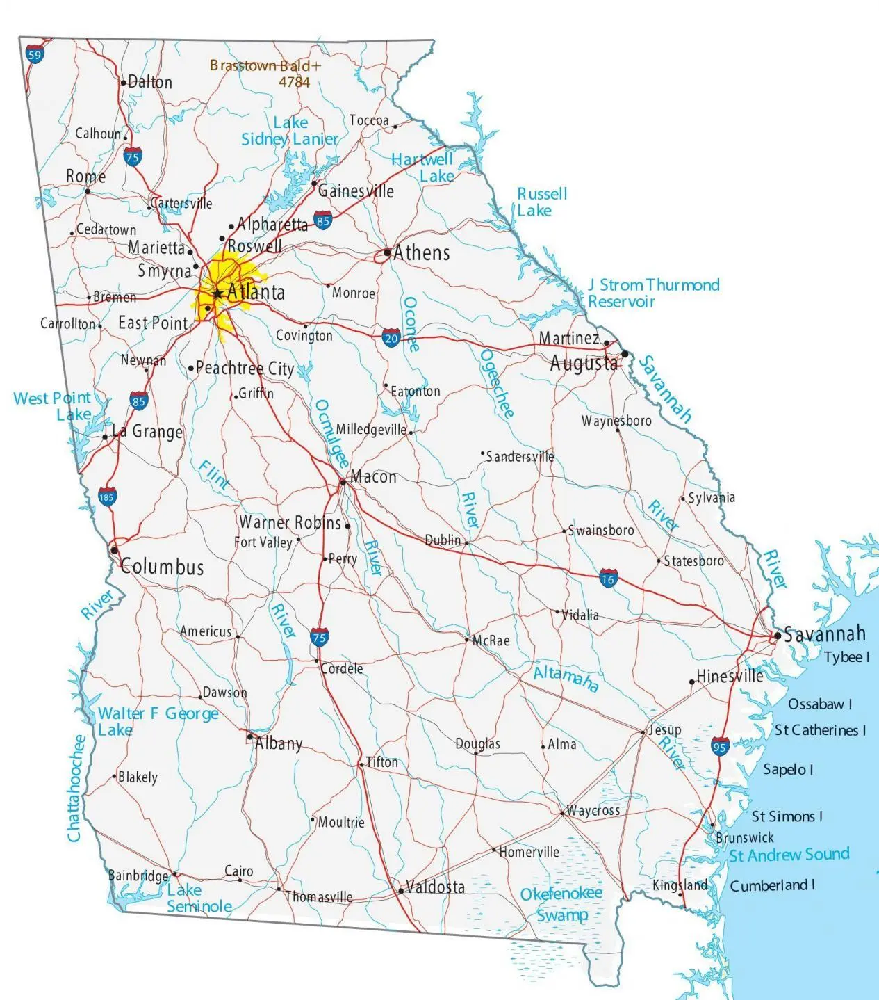 59
Brasstown Bald+
4784
Dalton
Toccoa
Lake
Sidney Lanier
Calhoun
75
Hartwell
Lake
Rome
Gainesville
Russell
Lake
Cartersville
85
Alpharetta
Cedartown
Roswell
Marietta
Athens
Smyrna
J Strom Thurmond
Reservoir
Atlanta
Monroe
Bremen
Carrollton
East Point
Covington
20
Oconee
Martinez
Augusta
Newnan
Peachtree City
Ogeechee
Savannah
Griffin
Eatonton
West Point
Lake
85
Ocmulgee
La Grange
Milledgeville
Waynesboro
Sandersville
Flint
Macon
185
River
Sylvania
River
Warner Robins
Fort Valley
Dublin
Swainsboro
Perry
River
Statesboro
River
Columbus
16
River
River
Vidalia
Americus
75
McRae
Savannah
Tybee I
Cordele
Altamaha
Hinesville
Dawson
Ossabaw I
Walter F George
Lake
St Catherines I
Jesup
Albany
Douglas
Alma
River
95
Chattahoochee
Tifton
Sapelo I
Blakely
Waycross
St Simons I
Moultrie
Brunswick
Homerville
St Andrew Sound
Bainbridge
Cairo
Kingsland
Cumberland I
Lake
Seminole
Thomasville
Valdosta
Okefenokee
Swamp